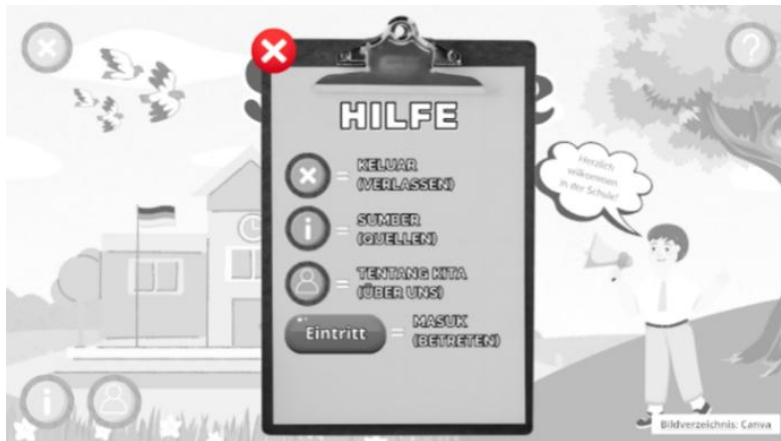 HILFE
KELUAR
(VERLASSEN)
SUMBER
(QUELLEN)
TENTANG KITA
(ÜBER UNS)
Eintritt
MASUK
(BETRETEN)
Herzlich
willkommen
in der Schule!
Bildverzeichnis: Canva